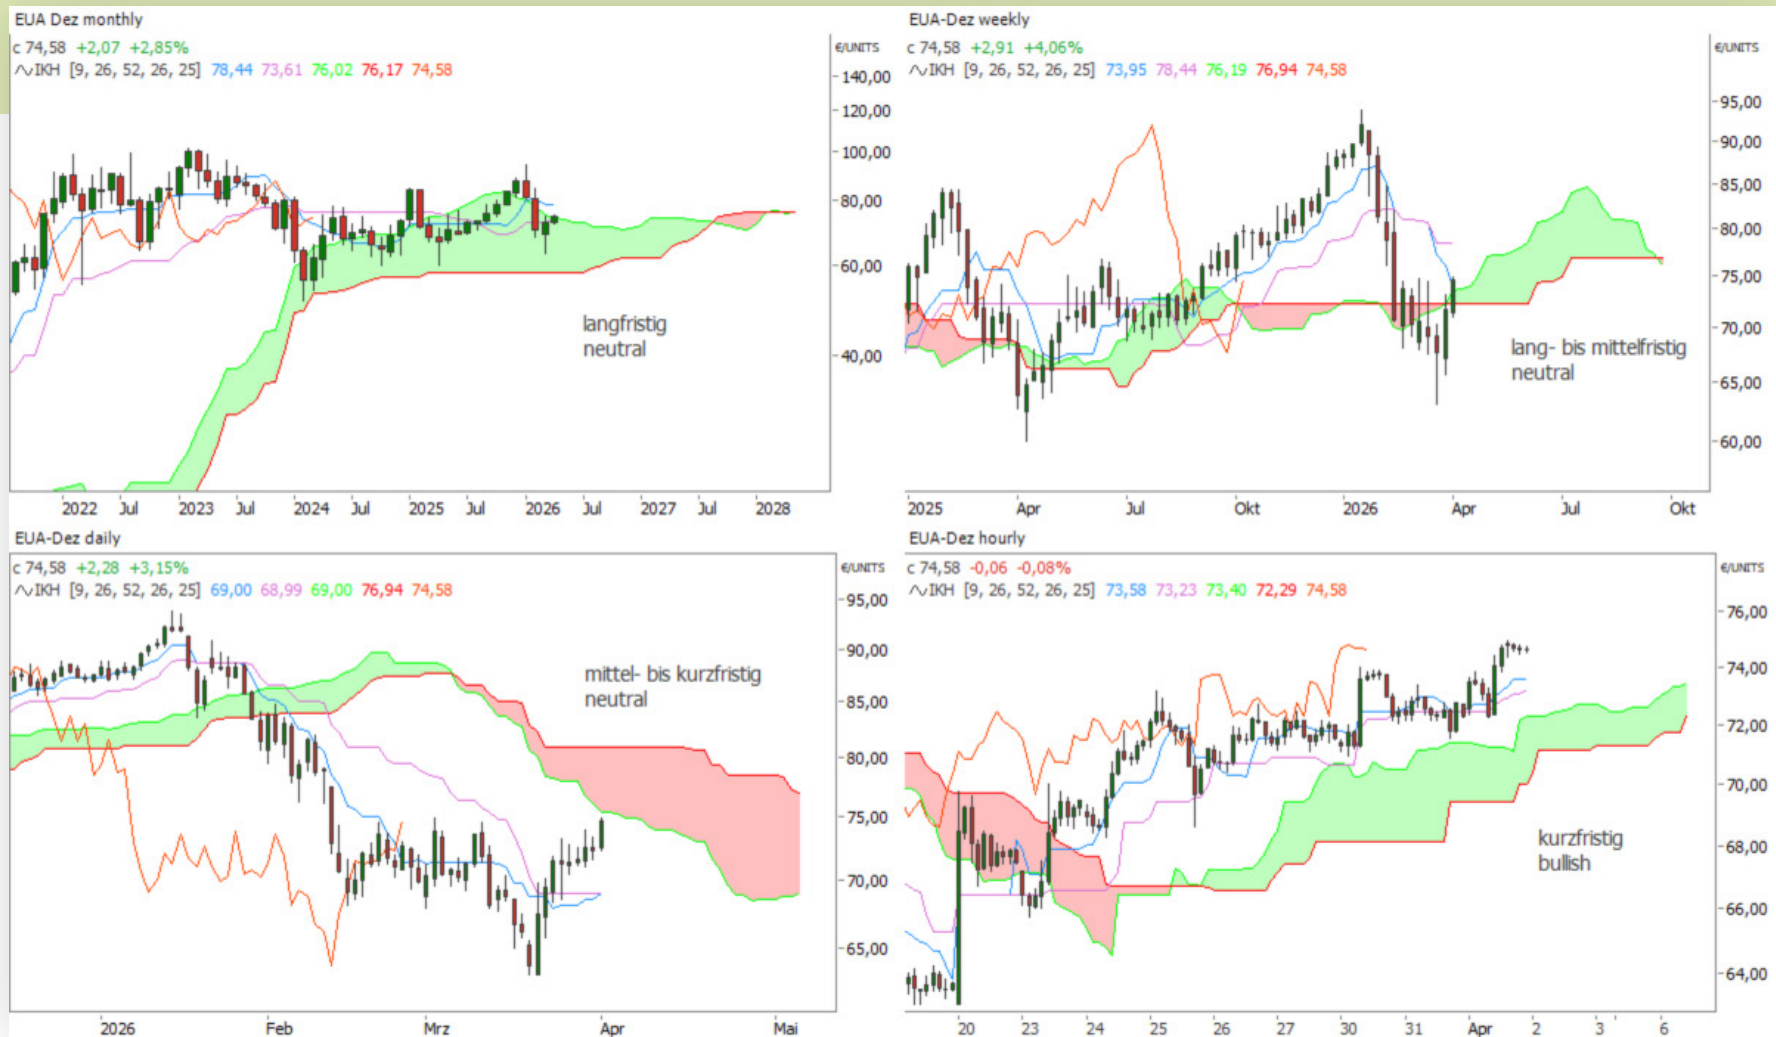 EUA Dez monthly
c 74,58 +2,07 +2,85%
IKH [9, 26, 52, 26, 25] 78,44 73,61 76,02 76,17 74,58
€/UNITS
140,00
120,00
100,00
80,00
60,00
40,00
langfristig
neutral
2022 Jul 2023 Jul 2024 Jul 2025 Jul 2026 Jul 2027 Jul 2028
EUA-Dez weekly
c 74,58 +2,91 +4,06%
IKH [9, 26, 52, 26, 25] 73,95 78,44 76,19 76,94 74,58
€/UNITS
95,00
90,00
85,00
80,00
75,00
70,00
65,00
60,00
lang- bis mittelfristig
neutral
2025 Apr Jul Okt 2026 Apr Jul Okt
EUA-Dez daily
c 74,58 +2,28 +3,15%
IKH [9, 26, 52, 26, 25] 69,00 68,99 69,00 76,94 74,58
€/UNITS
95,00
90,00
85,00
80,00
75,00
70,00
65,00
mittel- bis kurzfristig
neutral
2026 Feb Mrz Apr Mai
EUA-Dez hourly
c 74,58 -0,06 -0,08%
IKH [9, 26, 52, 26, 25] 73,58 73,23 73,40 72,29 74,58
€/UNITS
76,00
74,00
72,00
70,00
68,00
66,00
64,00
kurzfristig
bullish
20 23 24 25 26 27 30 31 Apr 2 3 6